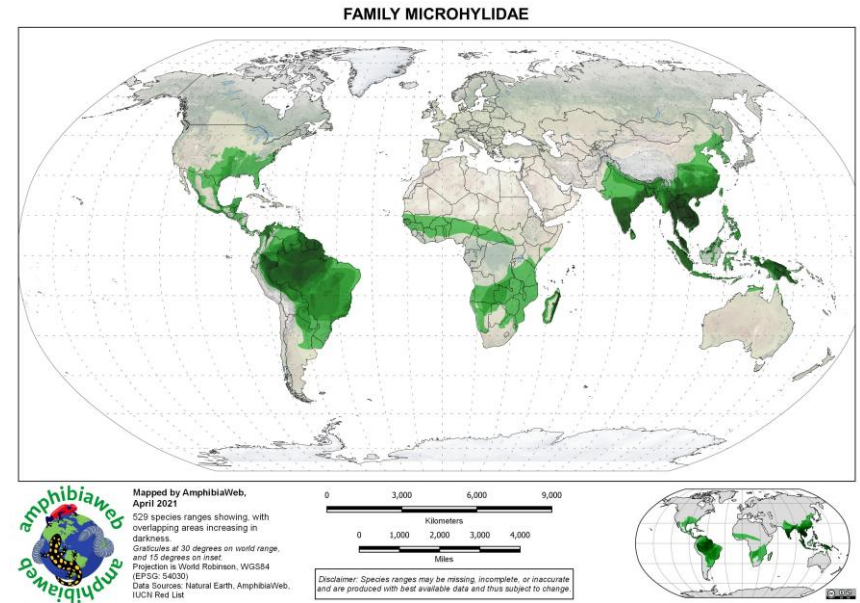 FAMILY MICROHYLIDAE
amphibiaweb
amphibiaweb
Mapped by AmphibiaWeb,
April 2021
529 species ranges showing, with
overlapping areas increasing in
darkness.
Graticules at 30 degrees on world range,
and 15 degrees on inset.
Projection is World Robinson, WGS84
(EPSG: 54030)
Data Sources: Natural Earth, AmphibiaWeb,
IUCN Red List
0 3,000 6,000 9,000
Kilometers
0 1,000 2,000 3,000 4,000
Miles
Disclaimer: Species ranges may be missing, incomplete, or inaccurate
and are produced with best available data and thus subject to change.